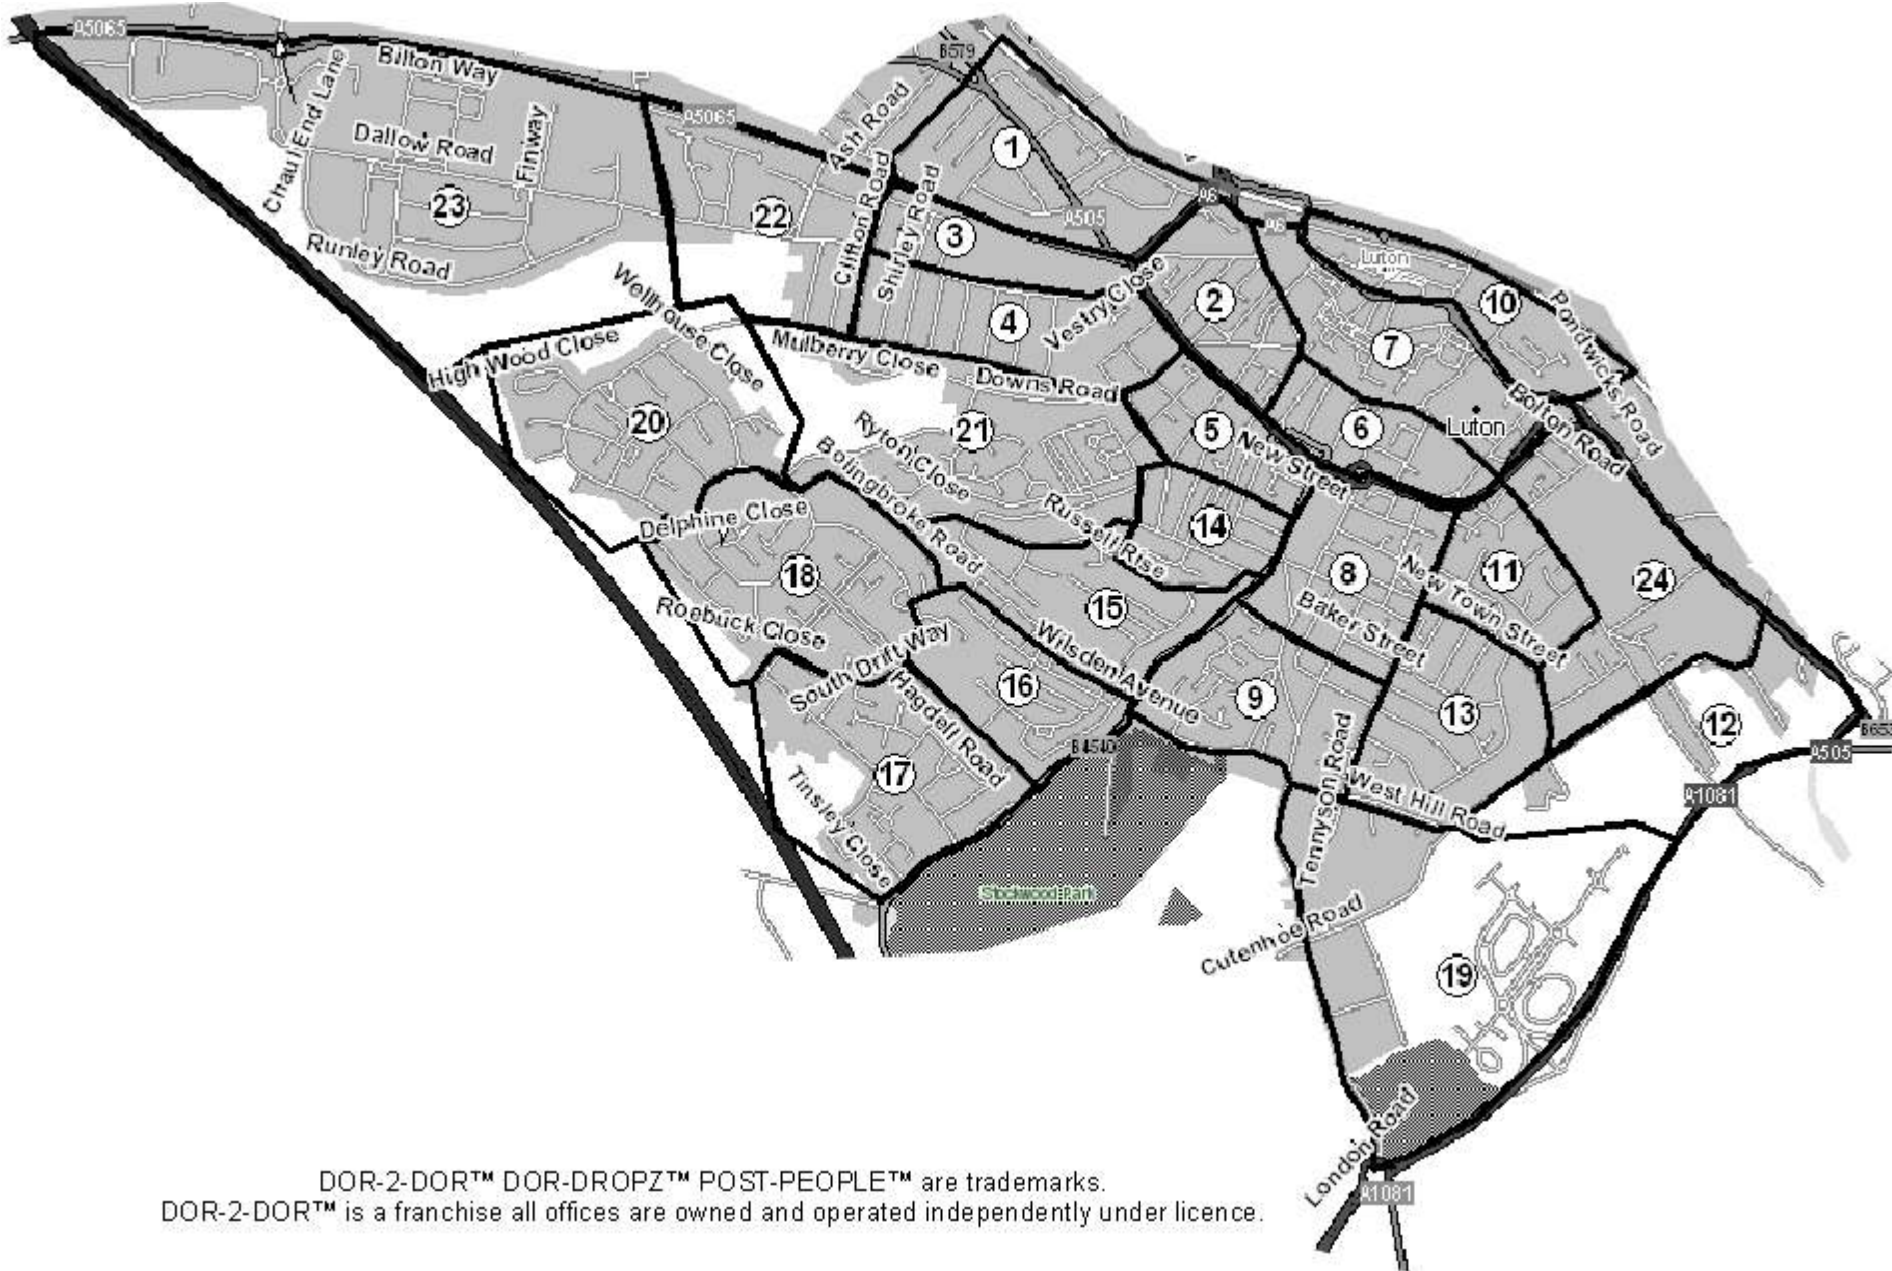 A5065
B579
Bilton Way
Chaul End Lane
A5065
Ash Road
Dallow Road
Finway
1
A6
23
22
Clifton Road
Shirley Road
A505
A6
3
Runley Road
Luton
Wellhouse Close
Vestry Close
2
10
Pondwicks Road
4
7
High Wood Close
Mulberry Close
Downs Road
20
21
5
6
Luton
Bolton Road
Ryton Close
New Street
Bolingbroke Road
Delphine Close
Russell Rise
14
18
8
New Town Street
11
24
15
Baker Street
Roebuck Close
South Drift Way
Wilsden Avenue
16
9
13
12
B653
Hagdell Road
B4540
A505
17
Tennyson Road
West Hill Road
A1081
Tinsley Close
Stockwood Park
Cutenhoe Road
19
London Road
DOR-2-DOR™ DOR-DROPZ™ POST-PEOPLE™ are trademarks.
A1081
DOR-2-DOR™ is a franchise all offices are owned and operated independently under licence.